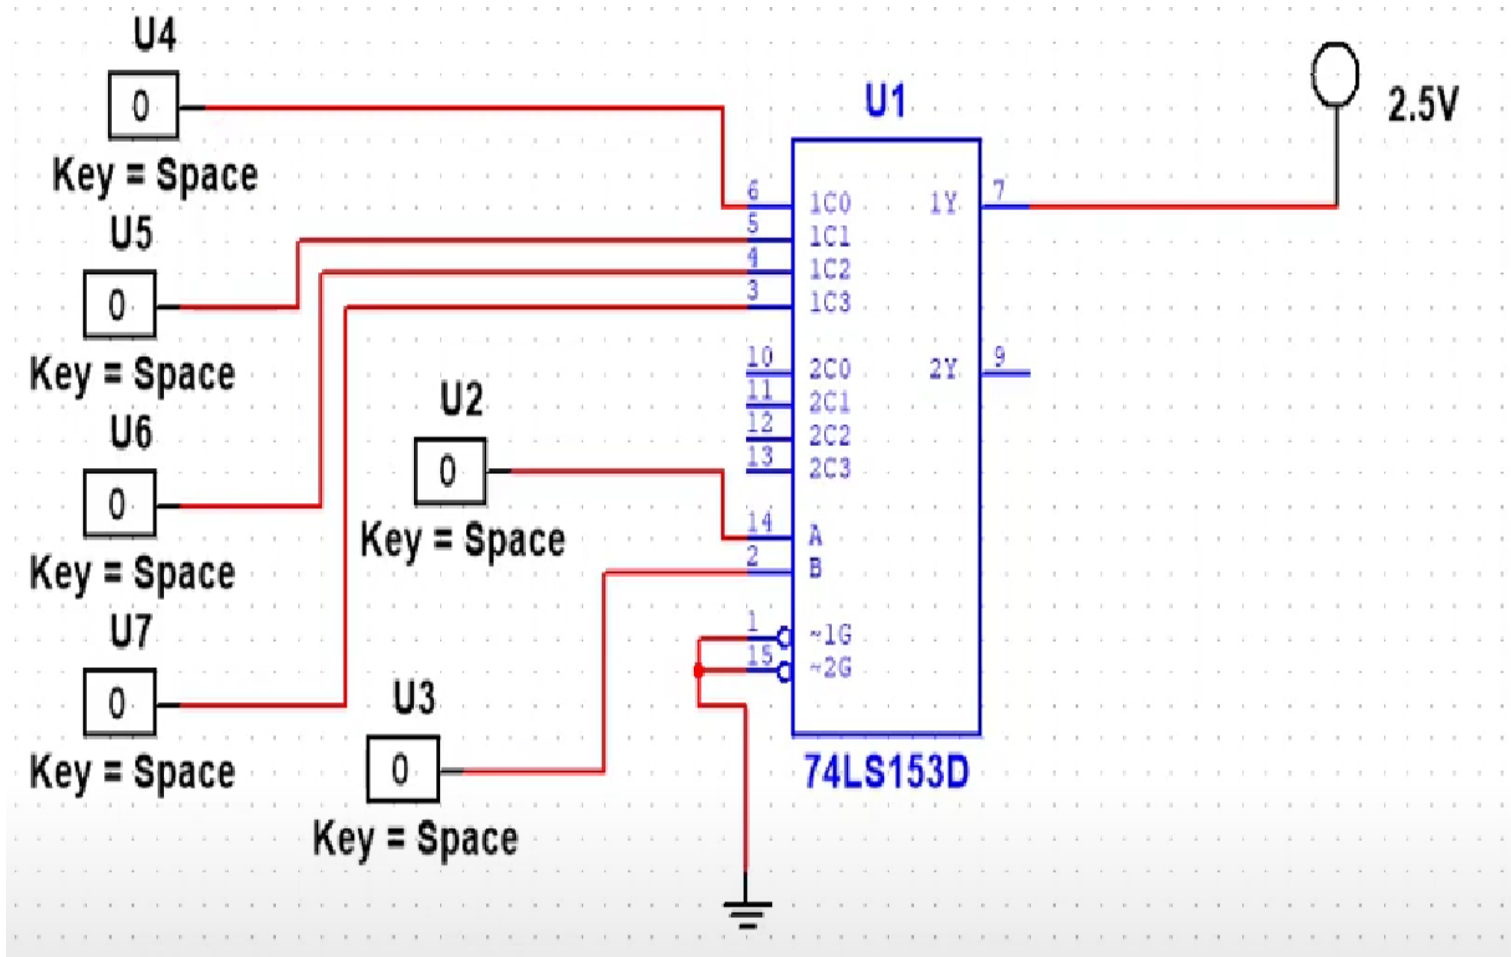 U4
0
Key = Space
U5
0
Key = Space
U6
0
Key = Space
U7
0
Key = Space
U2
0
Key = Space
U3
0
Key = Space
U1
6 1C0 1Y 7
5 1C1
4 1C2
3 1C3
10 2C0 2Y 9
11 2C1
12 2C2
13 2C3
14 A
2 B
1 ~1G
15 ~2G
74LS153D
2.5V